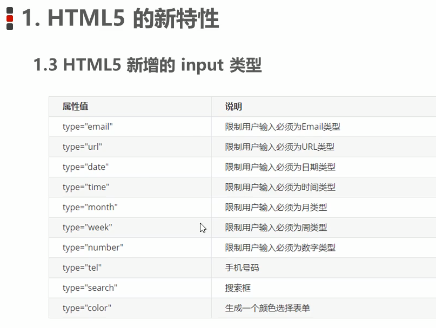 1. HTML5 的新特性
1.3 HTML5 新增的 input 类型
属性值 说明
type="email" 限制用户输入必须为Email类型
type="url" 限制用户输入必须为URL类型
type="date" 限制用户输入必须为日期类型
type="time" 限制用户输入必须为时间类型
type="month" 限制用户输入必须为月类型
type="week" 限制用户输入必须为周类型
type="number" 限制用户输入必须为数字类型
type="tel" 手机号码
type="search" 搜索框
type="color" 生成一个颜色选择表单